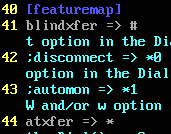 40 [featuremap]
41 blindxfer => #
t option in the Dia
42 ;disconnect => *0
option in the Dial
43 ;automon => *1
W and/or w option
44 atxfer => *